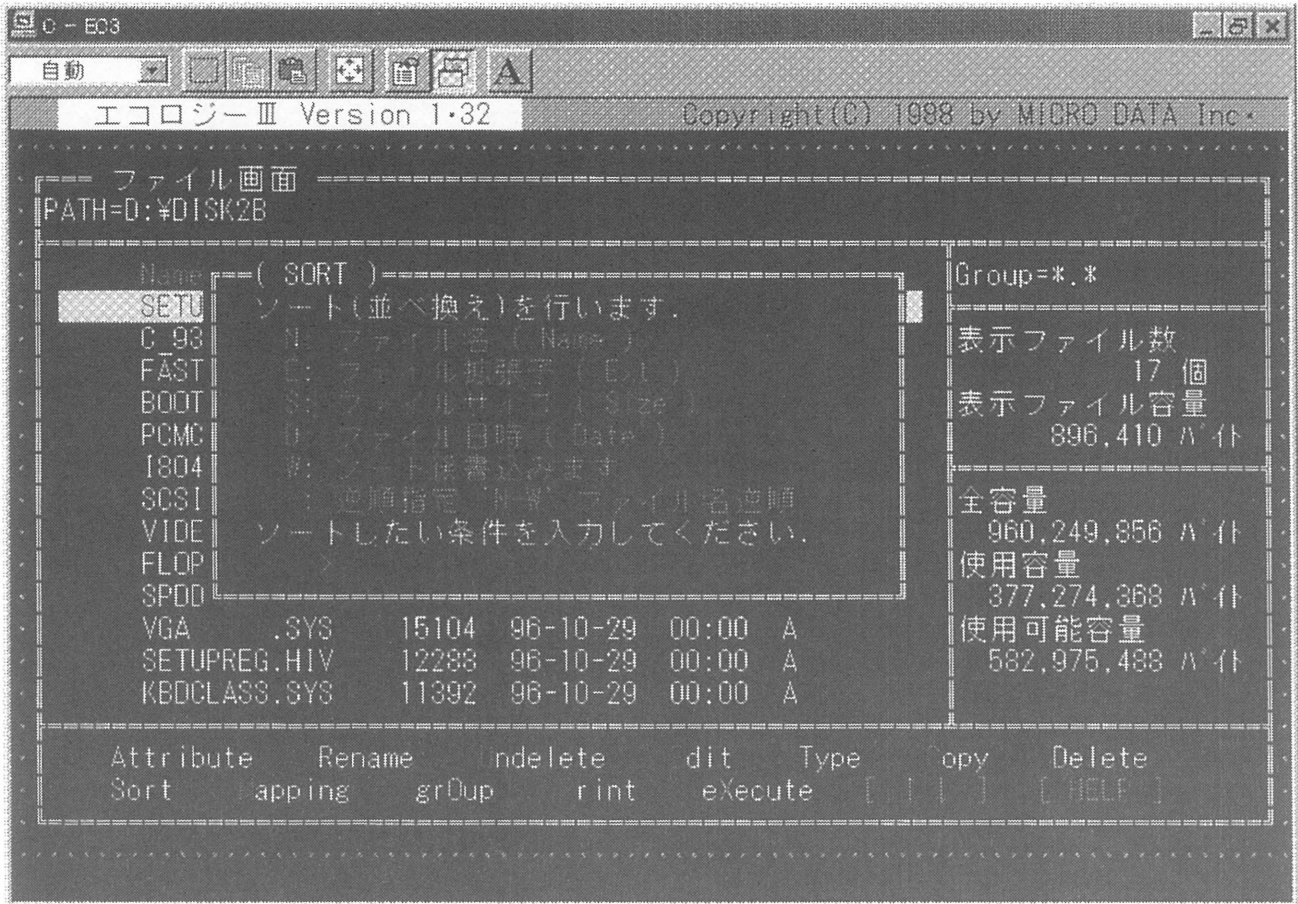 C - EC3
自動
A
エコロジーⅢ Version 1.32
Copyright(C) 1988 by MICRO DATA Inc.
ファイル画面
PATH=D:¥DISK2B
Name
( SORT )
Group=*.*
SETU
ソート(並べ換え)を行います.
C_93
N: ファイル名 ( Name )
表示ファイル数
FAST
E: ファイル拡張子 ( Ext )
17 個
BOOT
S: ファイルサイズ ( Size )
表示ファイル容量
PCMC
D: ファイル日時 ( Date )
896,410 バイト
I804
W: ソート後書込みます
SCSI
逆順指定 'N-W' ファイル名逆順
全容量
VIDE
ソートしたい条件を入力してください.
960,249,856 バイト
FLOP
>
使用容量
SPDD
377,274,368 バイト
VGA .SYS 15104 96-10-29 00:00 A
使用可能容量
SETUPREG.HIV 12288 96-10-29 00:00 A
582,975,488 バイト
KBDCLASS.SYS 11392 96-10-29 00:00 A
Attribute Rename ndelete dit Type opy Delete
Sort apping grOup rint eXecute [ HELP ]